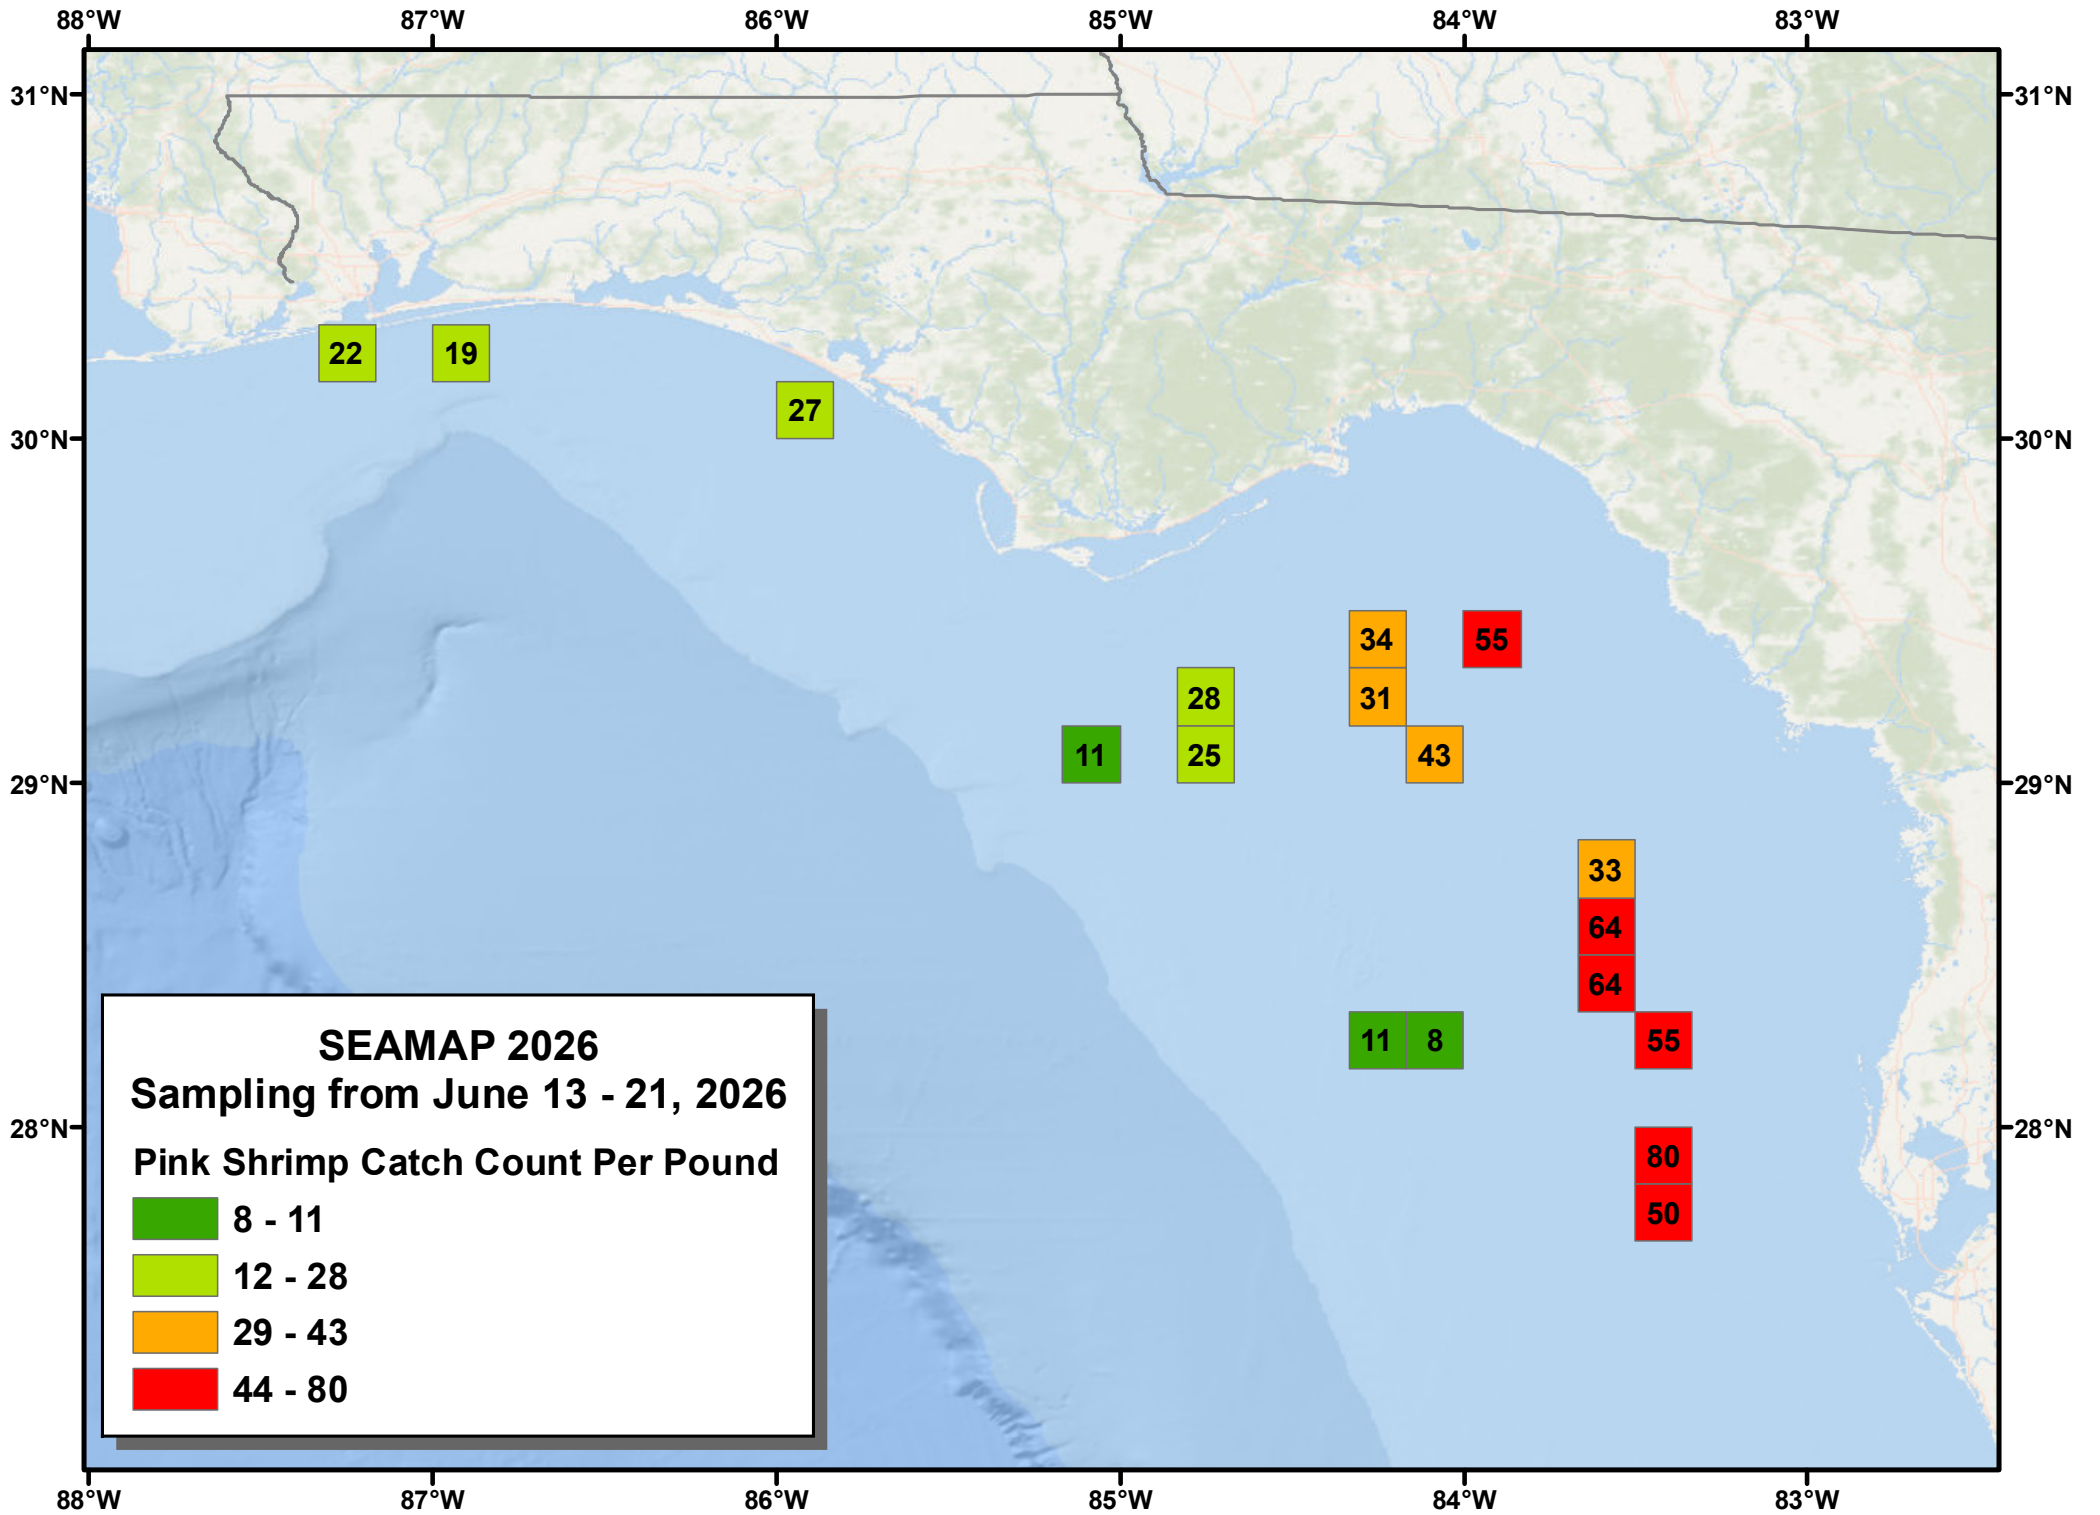 88°W 87°W 86°W 85°W 84°W 83°W
31°N 31°N
22 19
27
30°N 30°N
34 55
28 31
11 25 43
29°N 29°N
33
64
64
11 8 55
SEAMAP 2026
Sampling from June 13 - 21, 2026
28°N 28°N
80
Pink Shrimp Catch Count Per Pound
50
8 - 11
12 - 28
29 - 43
44 - 80
88°W 87°W 86°W 85°W 84°W 83°W